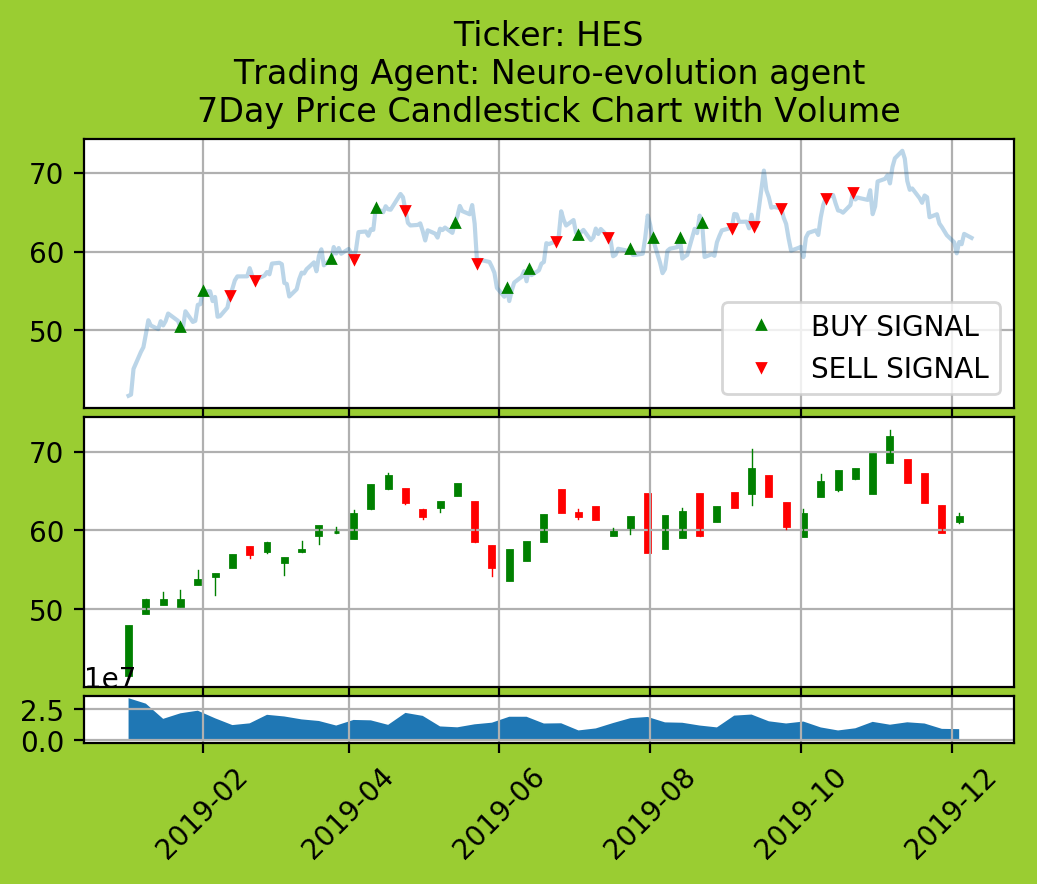 Ticker: HES
Trading Agent: Neuro-evolution agent
7Day Price Candlestick Chart with Volume
70
60
50
BUY SIGNAL
SELL SIGNAL
70
60
50
1e7
2.5
0.0
2019-02
2019-04
2019-06
2019-08
2019-10
2019-12